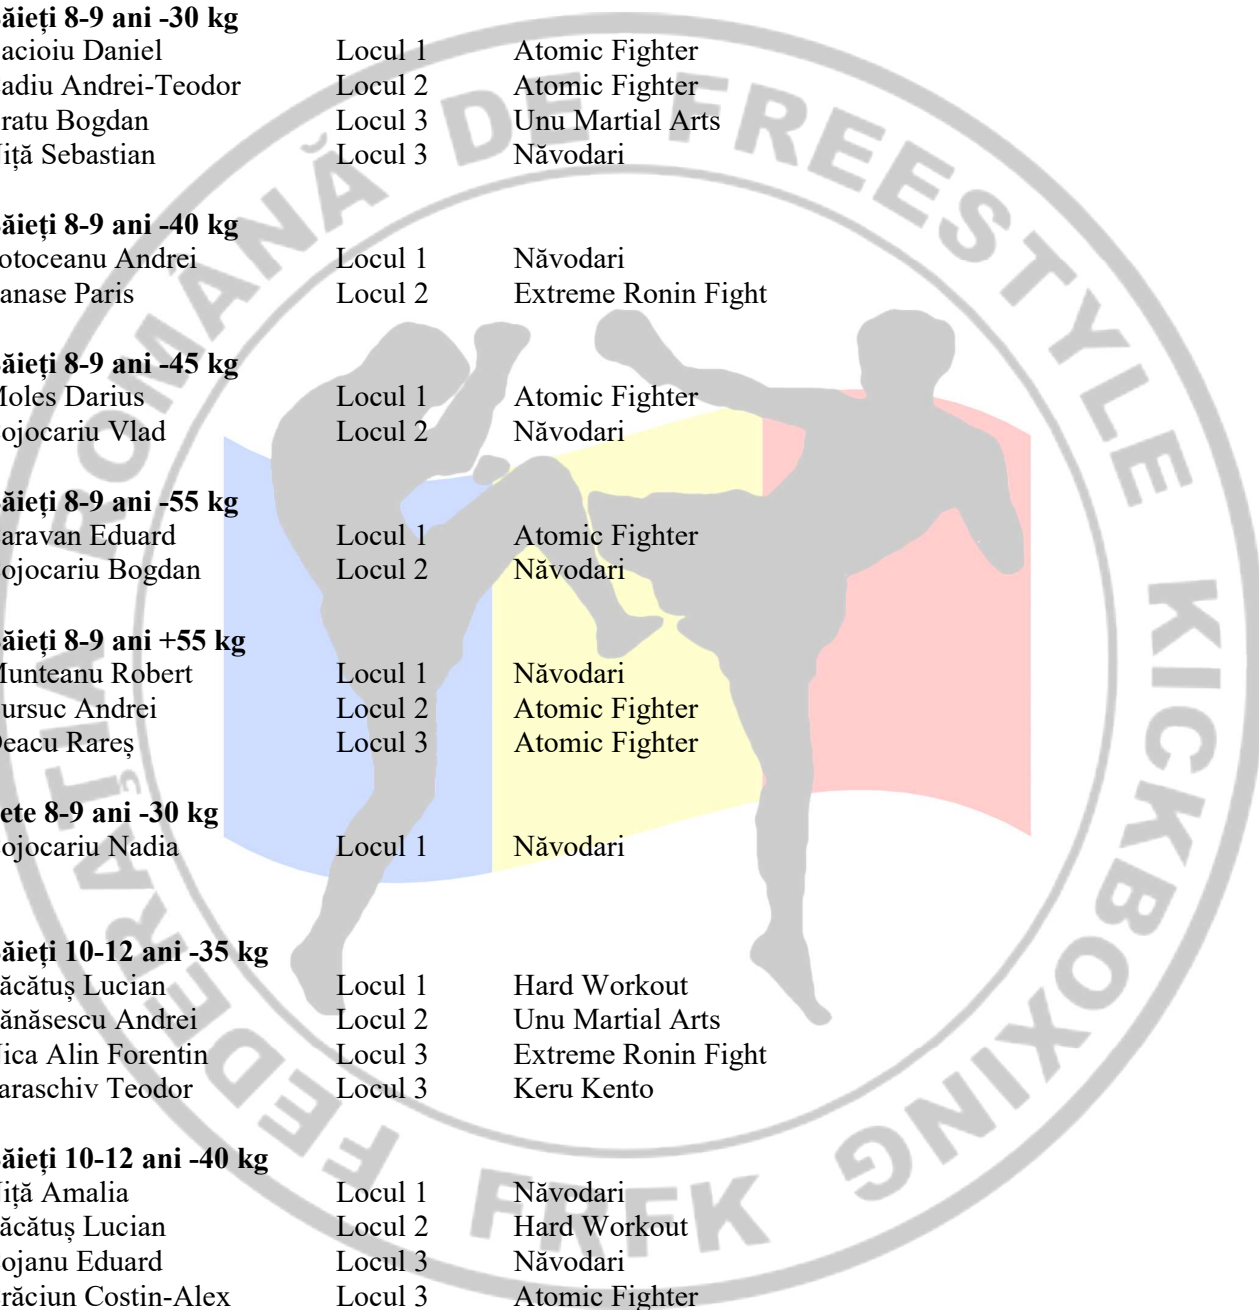 ăieți 8-9 ani -30 kg
acioiu Daniel Locul 1 Atomic Fighter
adiu Andrei-Teodor Locul 2 Atomic Fighter
ratu Bogdan Locul 3 Unu Martial Arts
iță Sebastian Locul 3 Năvodari
ăieți 8-9 ani -40 kg
otoceanu Andrei Locul 1 Năvodari
anase Paris Locul 2 Extreme Ronin Fight
ăieți 8-9 ani -45 kg
Moles Darius Locul 1 Atomic Fighter
ojocariu Vlad Locul 2 Năvodari
ăieți 8-9 ani -55 kg
aravan Eduard Locul 1 Atomic Fighter
ojocariu Bogdan Locul 2 Năvodari
ăieți 8-9 ani +55 kg
Munteanu Robert Locul 1 Năvodari
ursuc Andrei Locul 2 Atomic Fighter
Deacu Rareș Locul 3 Atomic Fighter
ete 8-9 ani -30 kg
ojocariu Nadia Locul 1 Năvodari
ăieți 10-12 ani -35 kg
ăcătuș Lucian Locul 1 Hard Workout
ănăsescu Andrei Locul 2 Unu Martial Arts
Nica Alin Forentin Locul 3 Extreme Ronin Fight
araschiv Teodor Locul 3 Keru Kento
ăieți 10-12 ani -40 kg
Niță Amalia Locul 1 Năvodari
ăcătuș Lucian Locul 2 Hard Workout
ojanu Eduard Locul 3 Năvodari
răciun Costin-Alex Locul 3 Atomic Fighter
FEDERAȚIA ROMÂNĂ DE FREESTYLE KICKBOXING
FRFK